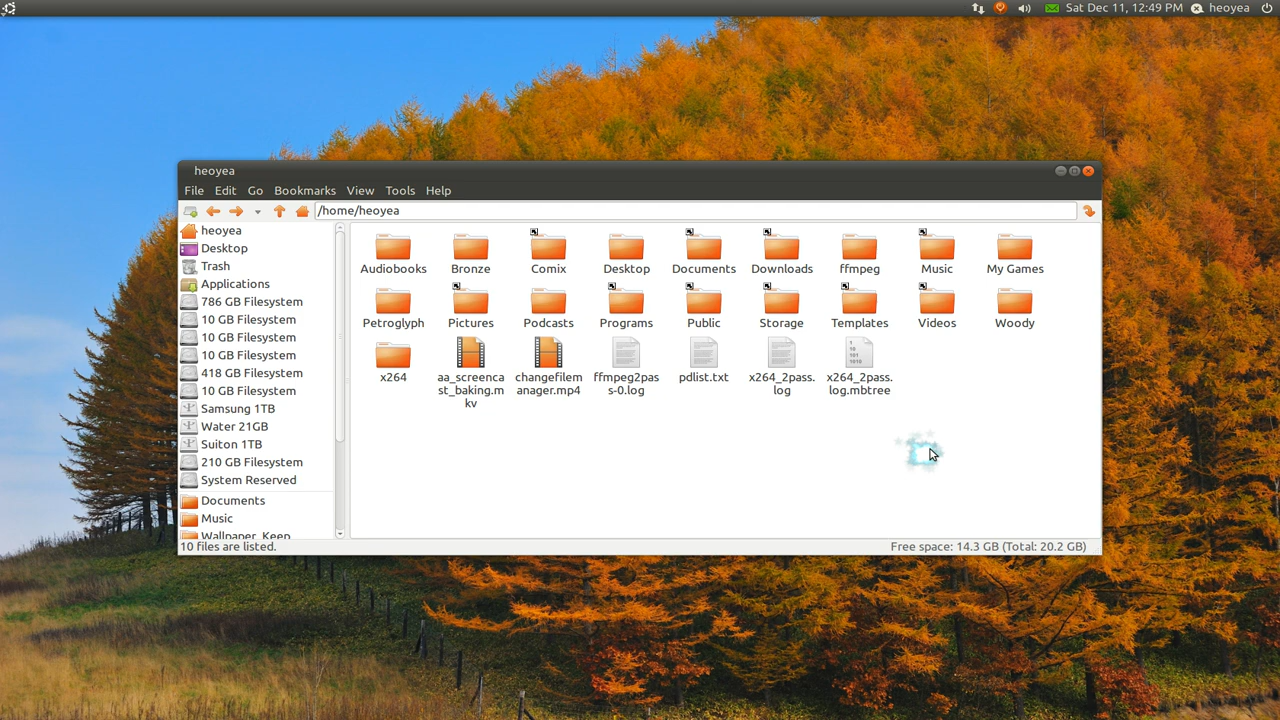 Sat Dec 11, 12:49 PM heoyea
heoyea
File Edit Go Bookmarks View Tools Help
/home/heoyea
heoyea
Desktop
Trash
Applications
786 GB Filesystem
10 GB Filesystem
10 GB Filesystem
10 GB Filesystem
418 GB Filesystem
10 GB Filesystem
Samsung 1TB
Water 21GB
Suiton 1TB
210 GB Filesystem
System Reserved
Documents
Music
Wallpaper_Keep
Audiobooks Bronze Comix Desktop Documents Downloads ffmpeg Music My Games
Petroglyph Pictures Podcasts Programs Public Storage Templates Videos Woody
x264
aa_screenca
st_baking.m
kv
changefilem
anager.mp4
ffmpeg2pas
s-0.log
pdlist.txt
x264_2pass.
log
x264_2pass.
log.mbtree
10 files are listed.
Free space: 14.3 GB (Total: 20.2 GB)